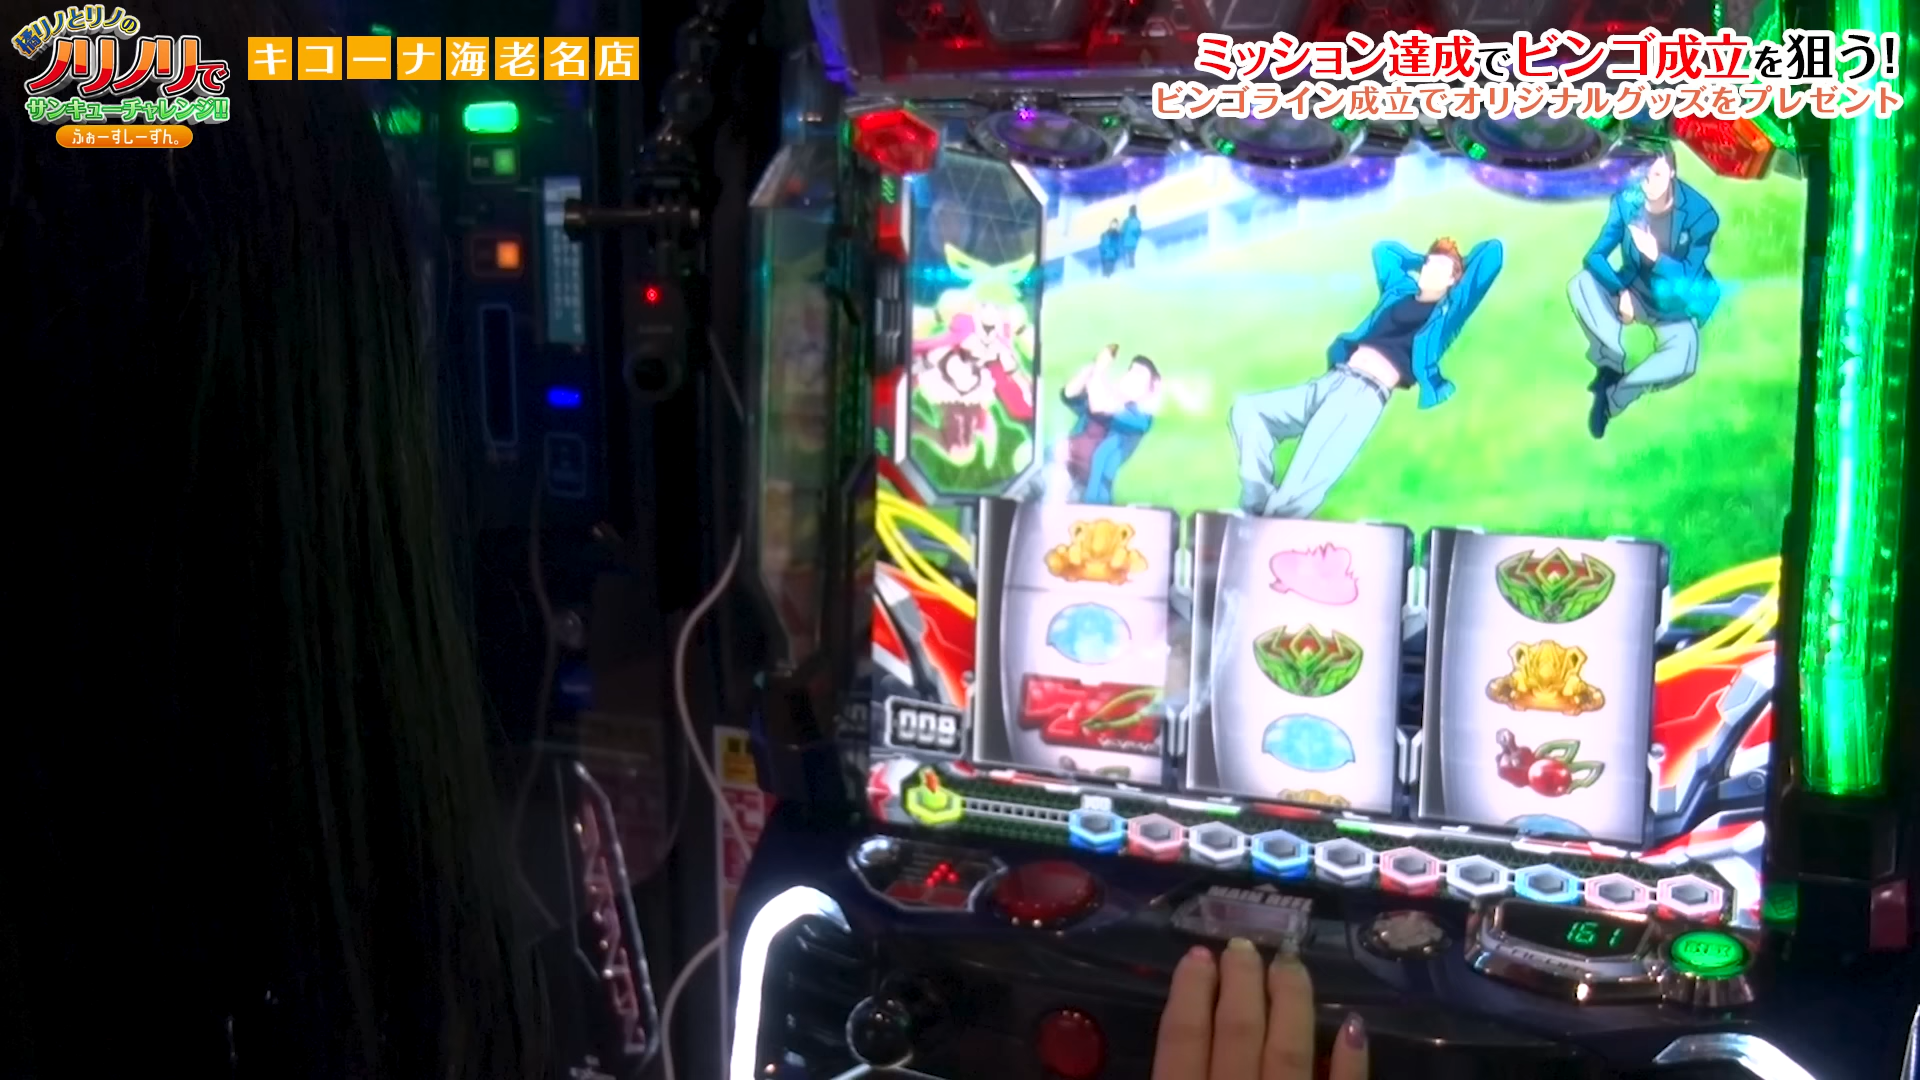 極リノとリノの
ノリノリで
サンキューチャレンジ!!
ふぉーすしーずん。
キコーナ海老名店
ミッション達成でビンゴ成立を狙う!
ビンゴライン成立でオリジナルグッズをプレゼント
009
MAIN REEL
161